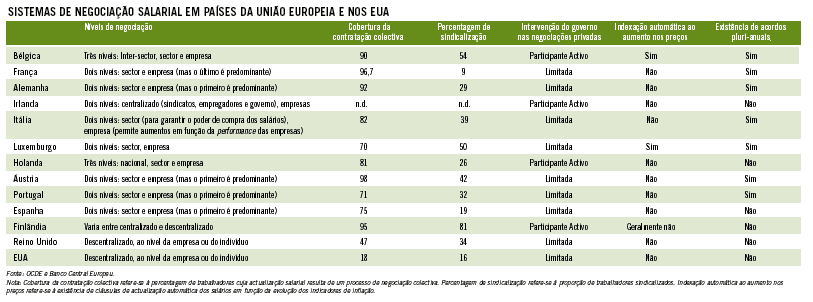 SISTEMAS DE NEGOCIAÇÃO SALARIAL EM PAÍSES DA UNIÃO EUROPEIA E NOS EUA
Níveis de negociação Cobertura da contratação colectiva Percentagem de sindicalização Intervenção do governo nas negociações privadas Indexação automática ao aumento nos preços Existência de acordos pluri-anuais
Bélgica Três níveis: Inter-sector, sector e empresa 90 54 Participante Activo Sim Sim
França Dois níveis: sector e empresa (mas o último é predominante) 96,7 9 Limitada Não Sim
Alemanha Dois níveis: sector e empresa (mas o primeiro é predominante) 92 29 Limitada Não Sim
Irlanda Dois níveis: centralizado (sindicatos, empregadores e governo), empresas n.d. n.d. Participante Activo Não Não
Itália Dois níveis: sector (para garantir o poder de compra dos salários), 82 39 Limitada Não Sim
empresa (permite aumentos em função da performance das empresas)
Luxemburgo Dois níveis: sector, empresa 70 50 Limitada Sim Sim
Holanda Três níveis: nacional, sector e empresa 81 26 Participante Activo Não Não
Áustria Dois níveis: sector e empresa (mas o primeiro é predominante) 98 42 Limitada Não Sim
Portugal Dois níveis: sector e empresa (mas o primeiro é predominante) 71 32 Limitada Não Sim
Espanha Dois níveis: sector e empresa (mas o primeiro é predominante) 75 19 Limitada Não Não
Finlândia Varia entre centralizado e descentralizado 95 81 Participante Activo Geralmente não Não
Reino Unido Descentralizado, ao nível da empresa ou do indivíduo 47 34 Limitada Não Não
EUA Descentralizado, ao nível da empresa ou do indivíduo 18 16 Limitada Não Não
Fonte: OCDE e Banco Central Europeu.
Nota: Cobertura da contratação colectiva refere-se à percentagem de trabalhadores cuja actualização salarial resulta de um processo de negociação colectiva. Percentagem de sindicalização refere-se à proporção de trabalhadores sindicalizados. Indexação automática ao aumento nos
preços refere-se à existência de cláusulas de actualização automática dos salários em função da evolução dos indicadores de inflação.